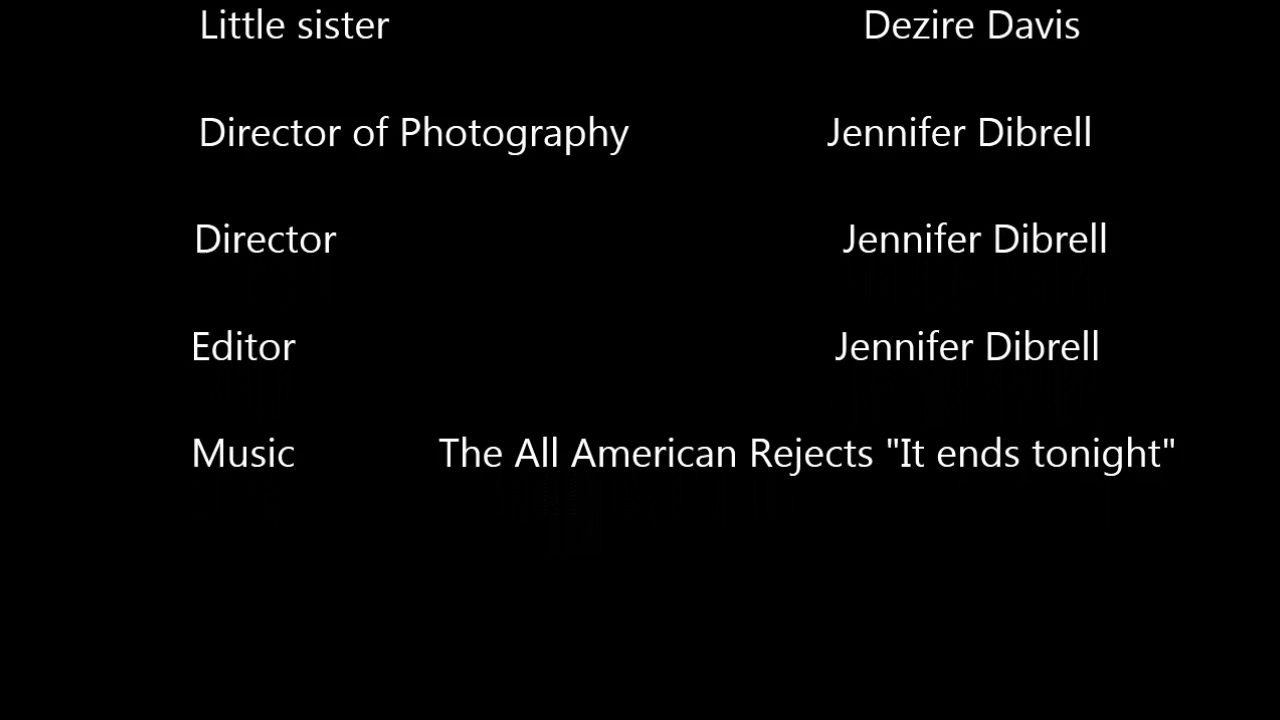 Little sister Dezire Davis
Director of Photography Jennifer Dibrell
Director Jennifer Dibrell
Editor Jennifer Dibrell
Music The All American Rejects "It ends tonight"